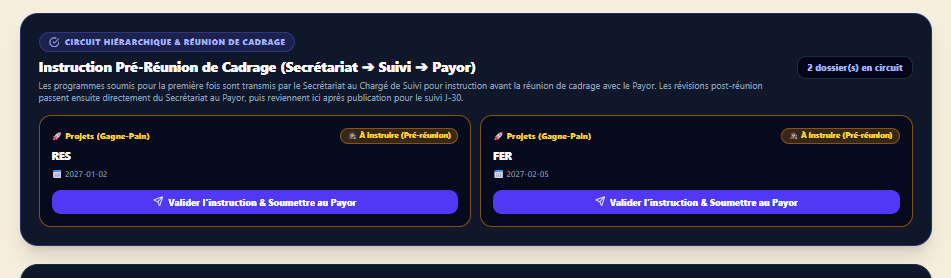 CIRCUIT HIÉRARCHIQUE & RÉUNION DE CADRAGE
Instruction Pré-Réunion de Cadrage (Secrétariat ➔ Suivi ➔ Payor)
2 dossier(s) en circuit
Les programmes soumis pour la première fois sont transmis par le Secrétariat au Chargé de Suivi pour instruction avant la réunion de cadrage avec le Payor. Les révisions post-réunion
passent ensuite directement du Secrétariat au Payor, puis reviennent ici après publication pour le suivi J-30.
Projets (Gagne-Pain)
À Instruire (Pré-réunion)
RES
2027-01-02
Valider l'instruction & Soumettre au Payor
Projets (Gagne-Pain)
À Instruire (Pré-réunion)
FER
2027-02-05
Valider l'instruction & Soumettre au Payor